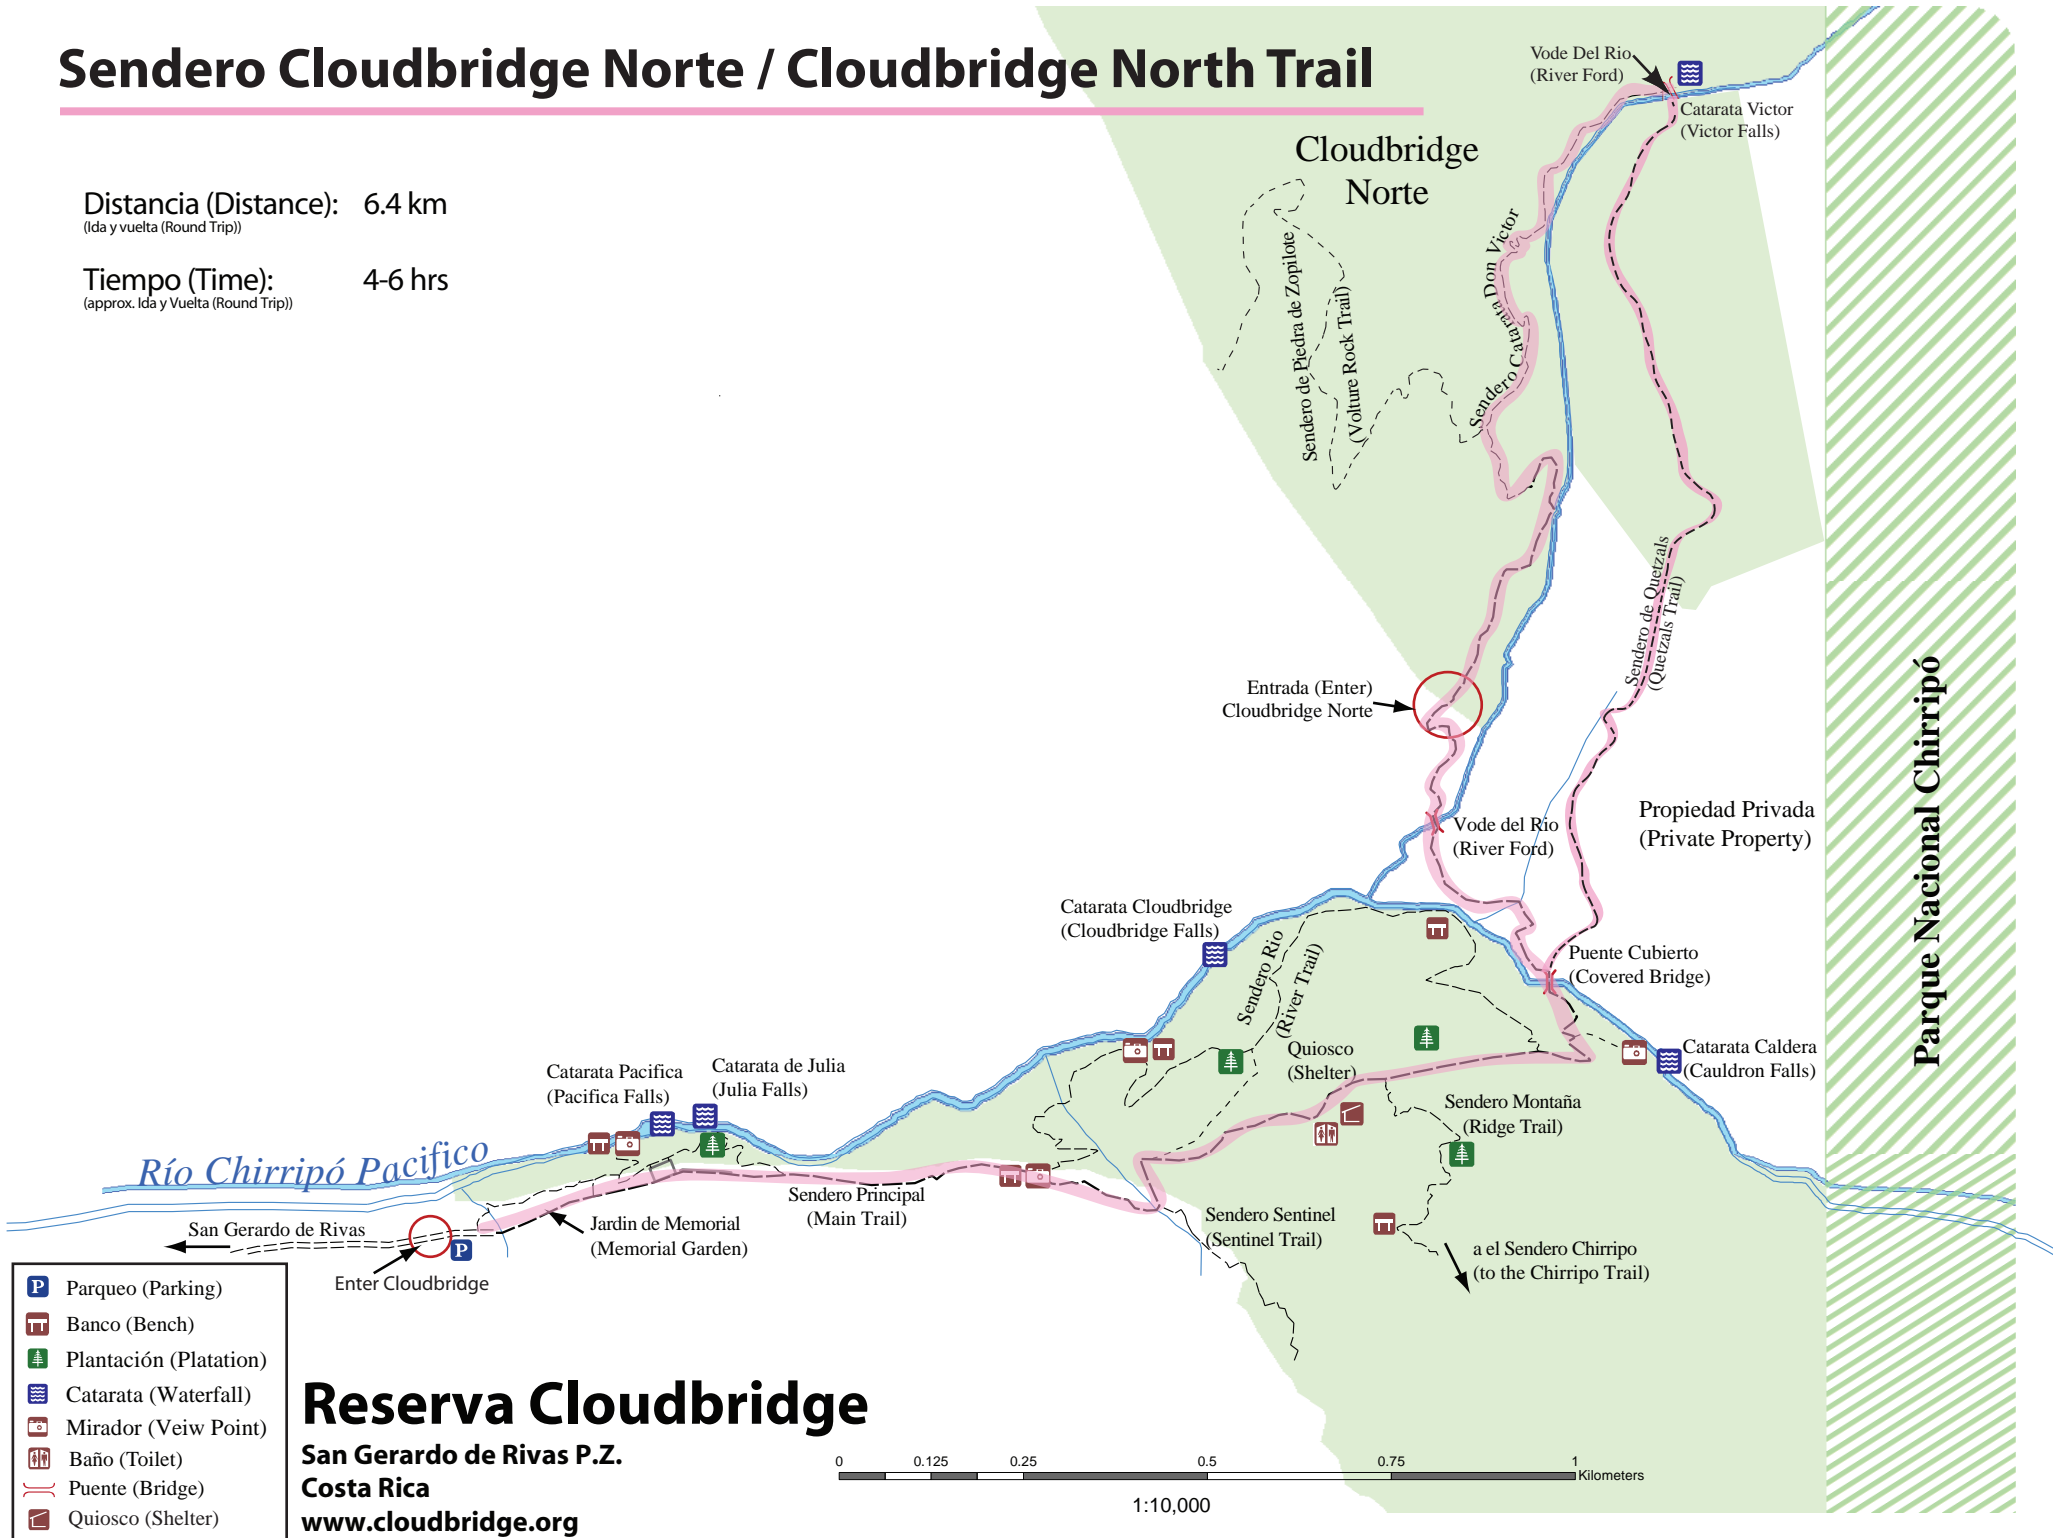 Sendero Cloudbridge Norte / Cloudbridge North Trail
Distancia (Distance): 6.4 km
(Ida y vuelta (Round Trip))
Tiempo (Time): 4-6 hrs
(approx. Ida y Vuelta (Round Trip))
Vode Del Rio
(River Ford)
Catarata Victor
(Victor Falls)
Cloudbridge
Norte
Sendero de Piedra de Zopilote
(Volture Rock Trail)
Sendero Catarata Don Victor
Sendero de Quetzals
(Quetzals Trail)
Entrada (Enter)
Cloudbridge Norte
Parque Nacional Chirripó
Propiedad Privada
(Private Property)
Vode del Rio
(River Ford)
Catarata Cloudbridge
(Cloudbridge Falls)
Sendero Rio
(River Trail)
Puente Cubierto
(Covered Bridge)
Quiosco
(Shelter)
Catarata Caldera
(Cauldron Falls)
Catarata Pacifica
(Pacifica Falls)
Catarata de Julia
(Julia Falls)
Sendero Montaña
(Ridge Trail)
Río Chirripó Pacifico
Sendero Principal
(Main Trail)
Sendero Sentinel
(Sentinel Trail)
San Gerardo de Rivas
Jardin de Memorial
(Memorial Garden)
a el Sendero Chirripo
(to the Chirripo Trail)
P
Enter Cloudbridge
P Parqueo (Parking)
Banco (Bench)
Plantación (Platation)
Catarata (Waterfall)
Mirador (Veiw Point)
Baño (Toilet)
Puente (Bridge)
Quiosco (Shelter)
Reserva Cloudbridge
San Gerardo de Rivas P.Z.
Costa Rica
www.cloudbridge.org
0 0.125 0.25 0.5 0.75 1
Kilometers
1:10,000